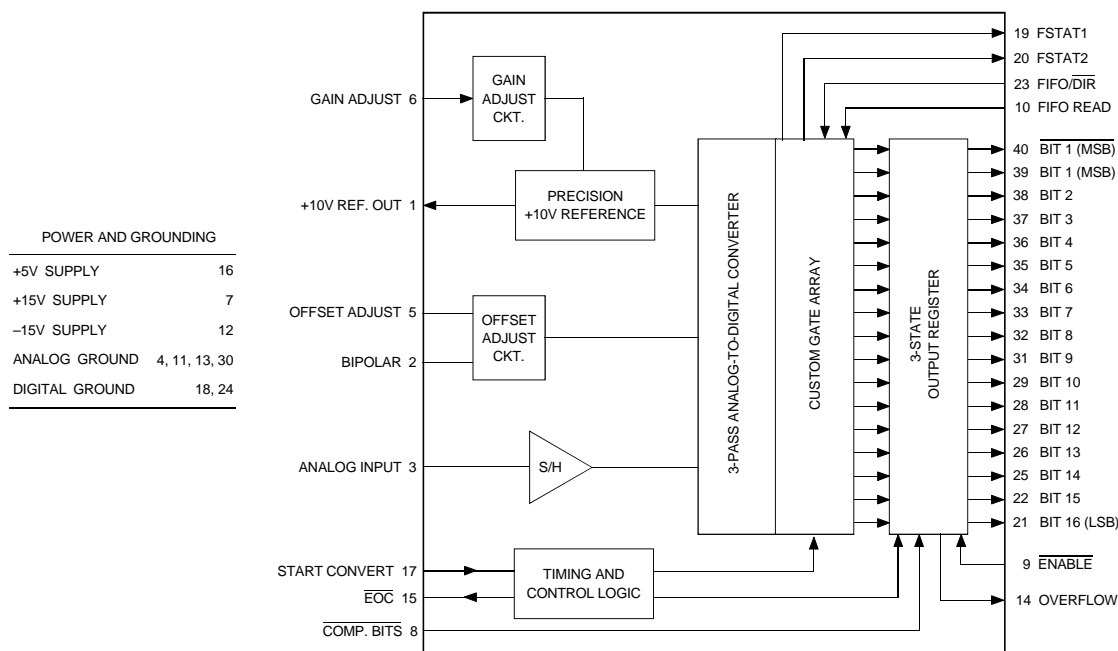 POWER AND GROUNDING
+5V SUPPLY 16
+15V SUPPLY 7
–15V SUPPLY 12
ANALOG GROUND 4, 11, 13, 30
DIGITAL GROUND 18, 24
GAIN ADJUST 6
+10V REF. OUT 1
OFFSET ADJUST 5
BIPOLAR 2
ANALOG INPUT 3
START CONVERT 17
EOC 15
COMP. BITS 8
GAIN
ADJUST
CKT.
PRECISION
+10V REFERENCE
OFFSET
ADJUST
CKT.
S/H
TIMING AND
CONTROL LOGIC
3-PASS ANALOG-TO-DIGITAL CONVERTER
CUSTOM GATE ARRAY
3-STATE
OUTPUT REGISTER
19 FSTAT1
20 FSTAT2
23 FIFO/DIR
10 FIFO READ
40 BIT 1 (MSB)
39 BIT 1 (MSB)
38 BIT 2
37 BIT 3
36 BIT 4
35 BIT 5
34 BIT 6
33 BIT 7
32 BIT 8
31 BIT 9
29 BIT 10
28 BIT 11
27 BIT 12
26 BIT 13
25 BIT 14
22 BIT 15
21 BIT 16 (LSB)
9 ENABLE
14 OVERFLOW